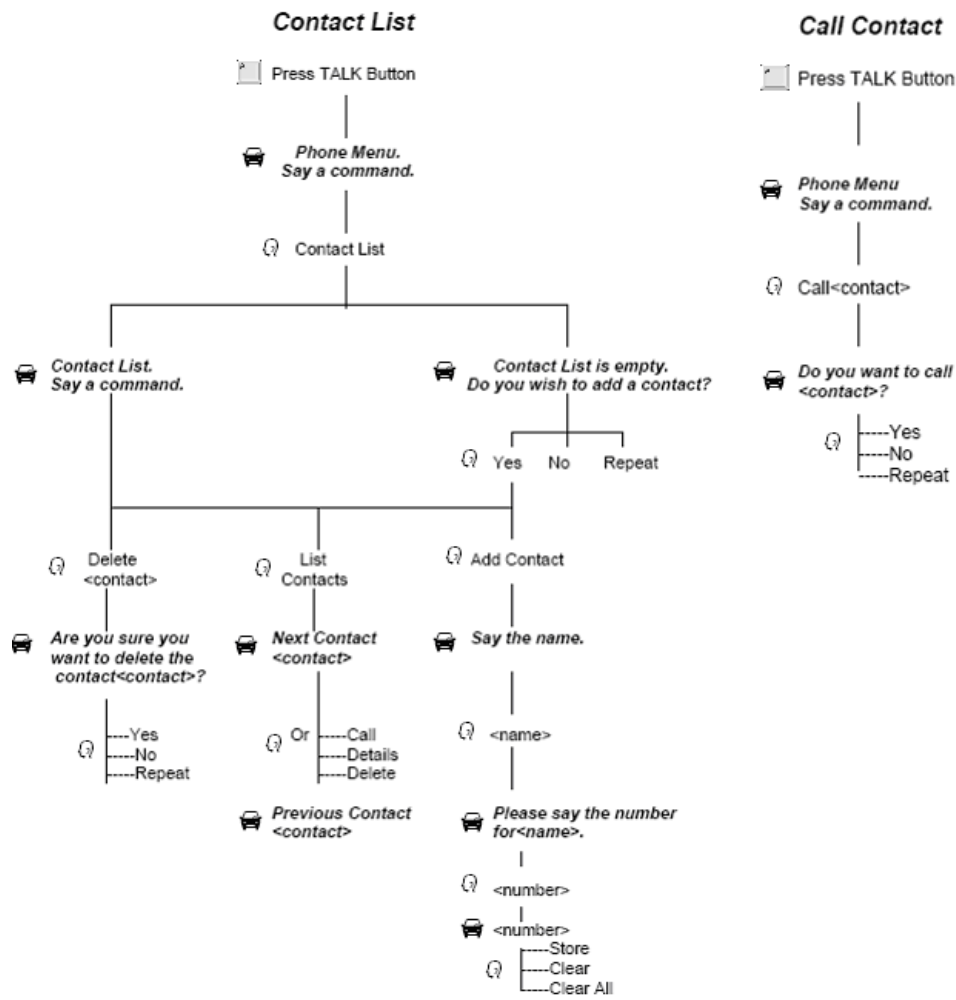 Contact List
Press TALK Button
Phone Menu.
Say a command.
Contact List
Contact List.
Say a command.
Contact List is empty.
Do you wish to add a contact?
Yes No Repeat
Delete
<contact>
Are you sure you
want to delete the
contact<contact>?
Yes
No
Repeat
List
Contacts
Next Contact
<contact>
Or
Call
Details
Delete
Previous Contact
<contact>
Add Contact
Say the name.
<name>
Please say the number
for<name>.
<number>
<number>
Store
Clear
Clear All
Call Contact
Press TALK Button
Phone Menu
Say a command.
Call<contact>
Do you want to call
<contact>?
Yes
No
Repeat